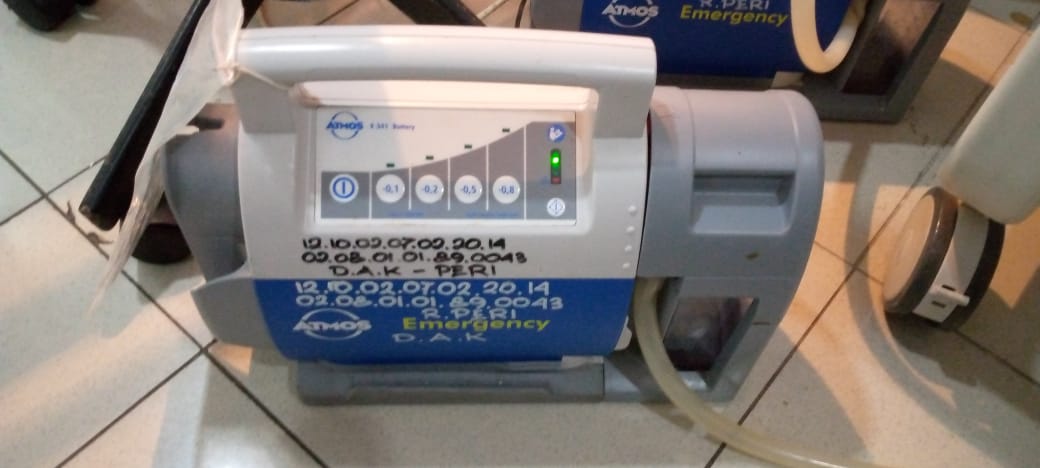 ATMOS
R.PERI
Emergency
ATMOS E 341 Battery
-0,1 -0,2 -0,5 -0,8
12.10.02.07.02.20.14
02.08.01.01.89.0043
D.A.K - PERI
12.10.02.07.02.20.14
02.08.01.01.89.0043
R.PERI
ATMOS Emergency
D.A.K